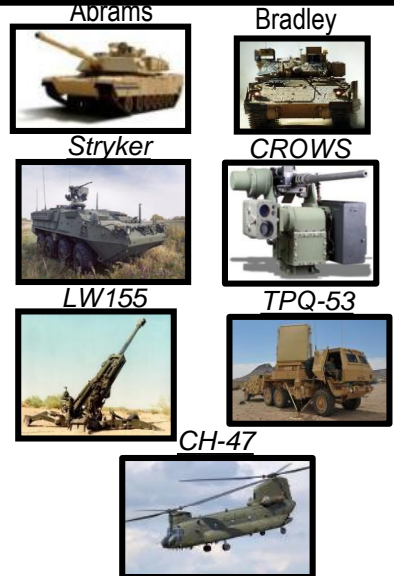 Abrams
Bradley
Stryker
CROWS
LW155
TPQ-53
CH-47